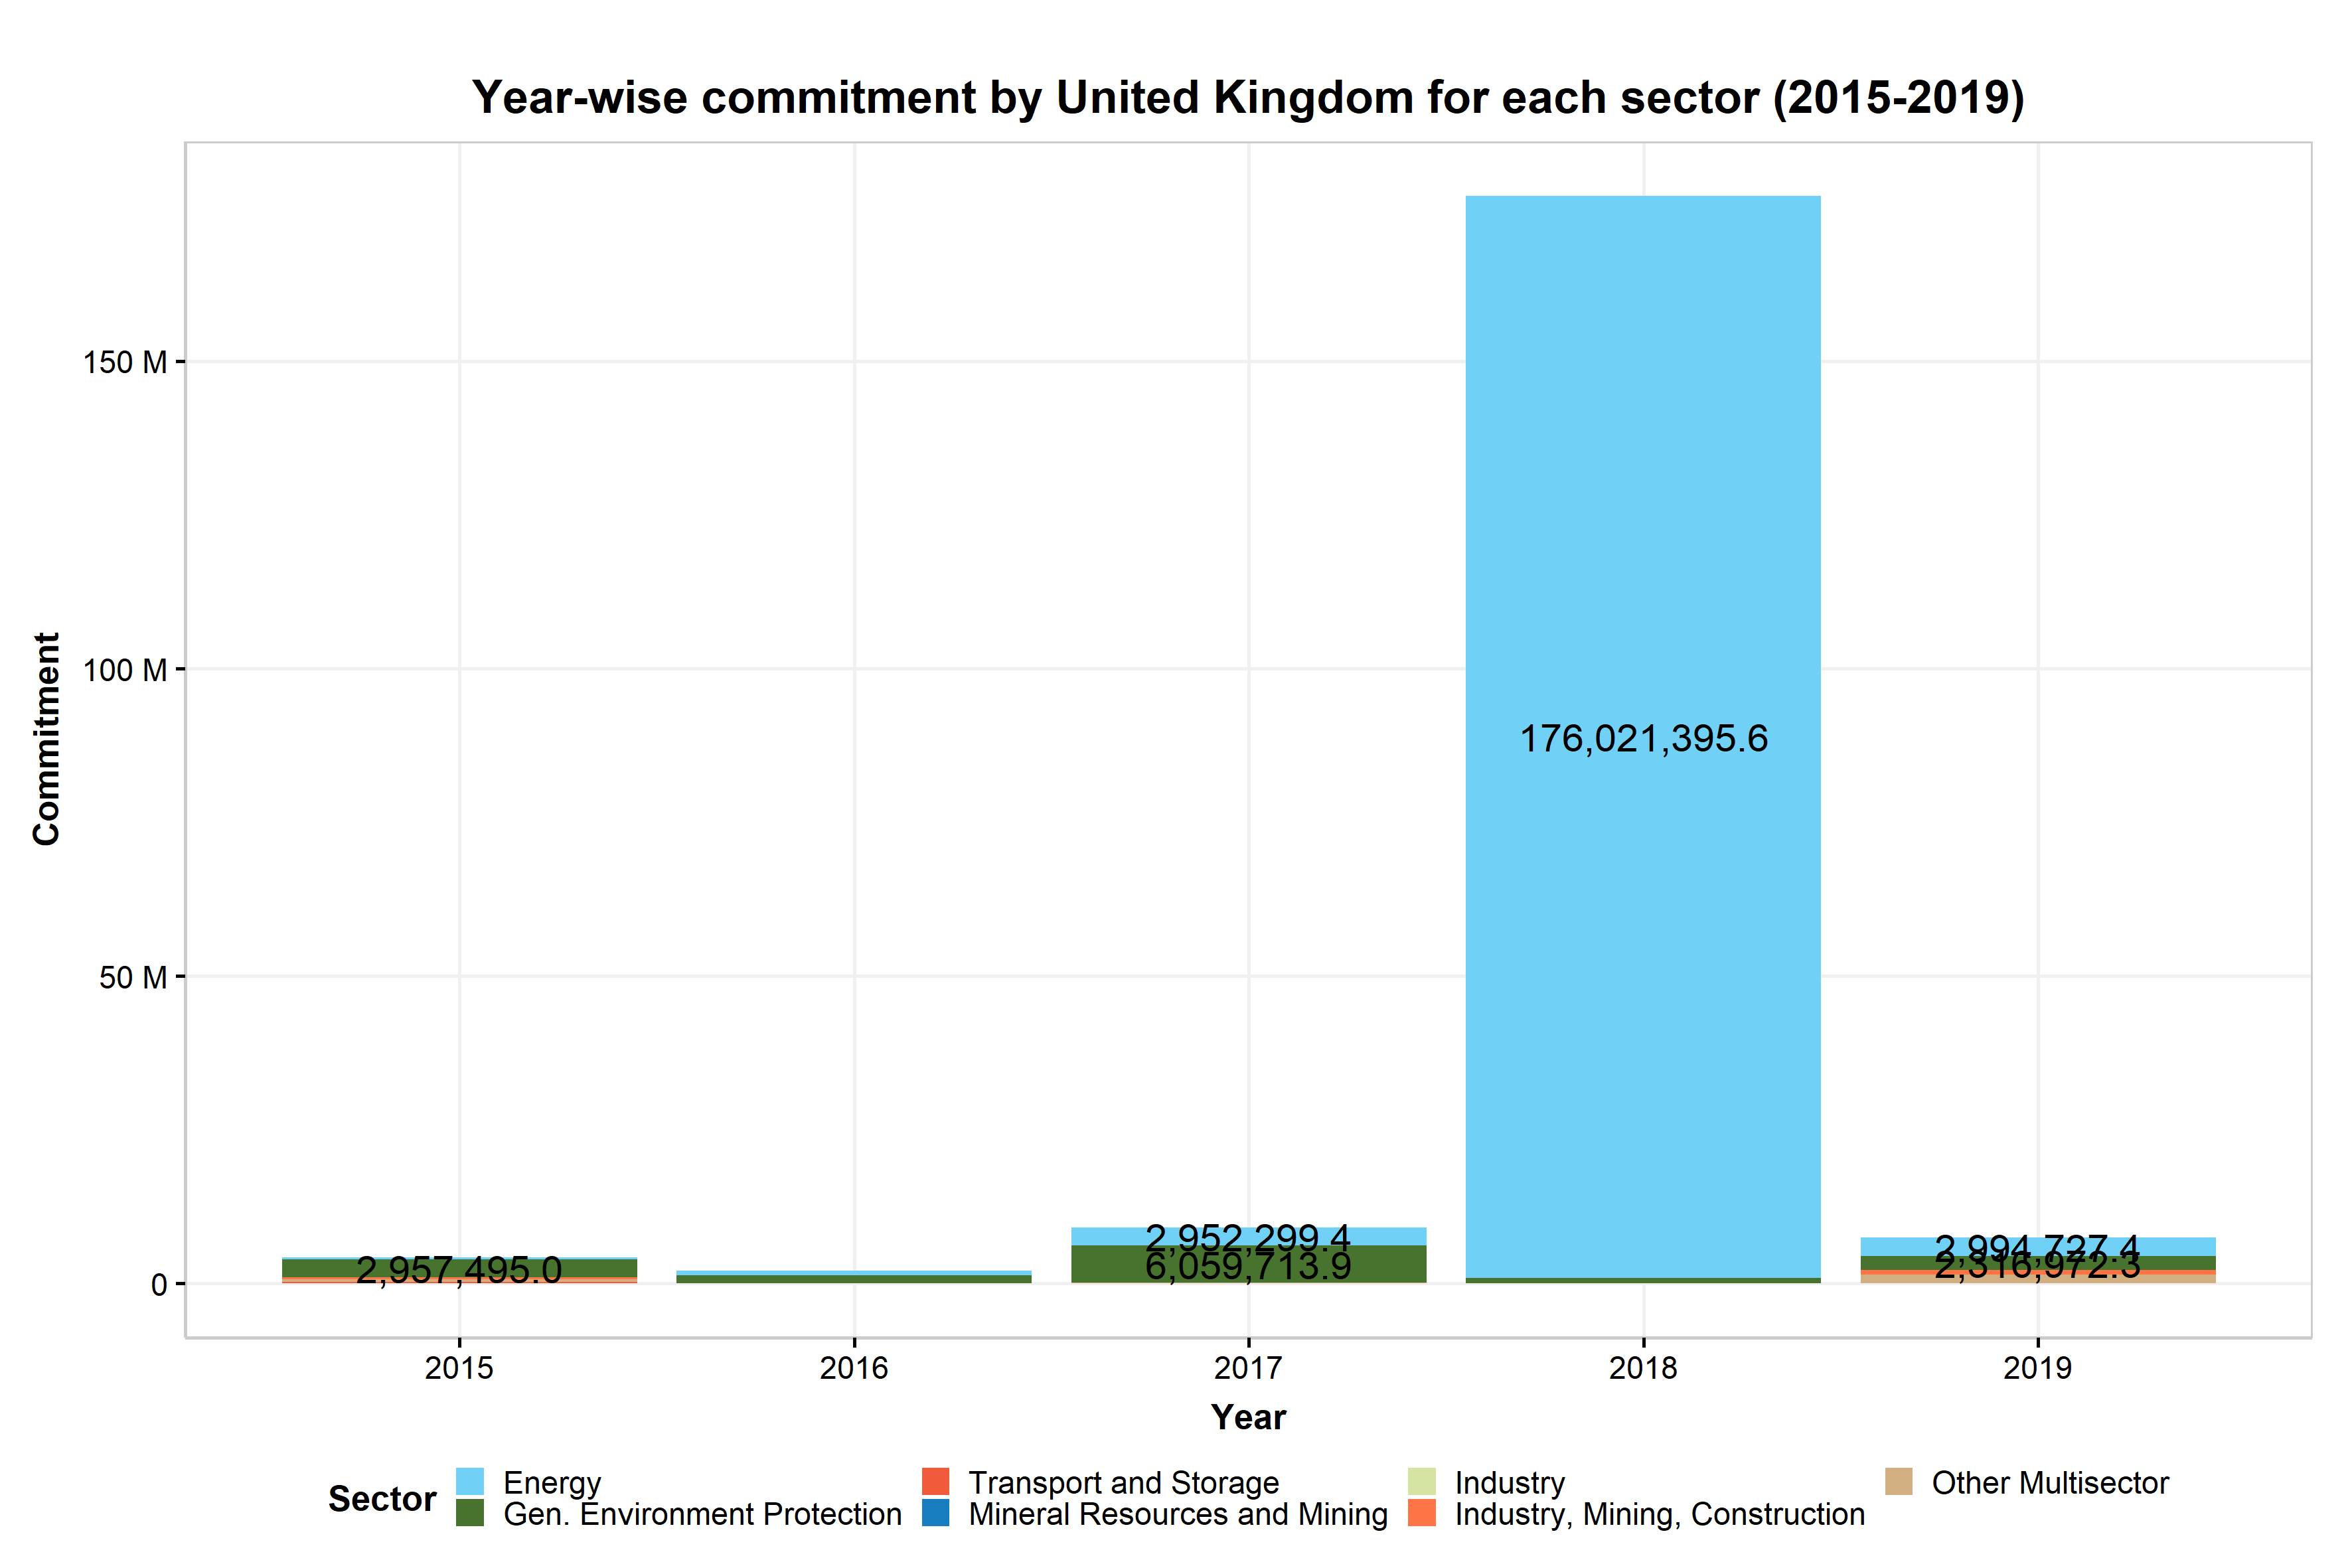 Year-wise commitment by United Kingdom for each sector (2015-2019)
Commitment
150 M
100 M
50 M
0
176,021,395.6
2,957,495.0
2,952,299.4
6,059,713.9
2,994,727.4
2,316,972.3
2015 2016 2017 2018 2019
Year
Sector
Energy Transport and Storage Industry Other Multisector
Gen. Environment Protection Mineral Resources and Mining Industry, Mining, Construction